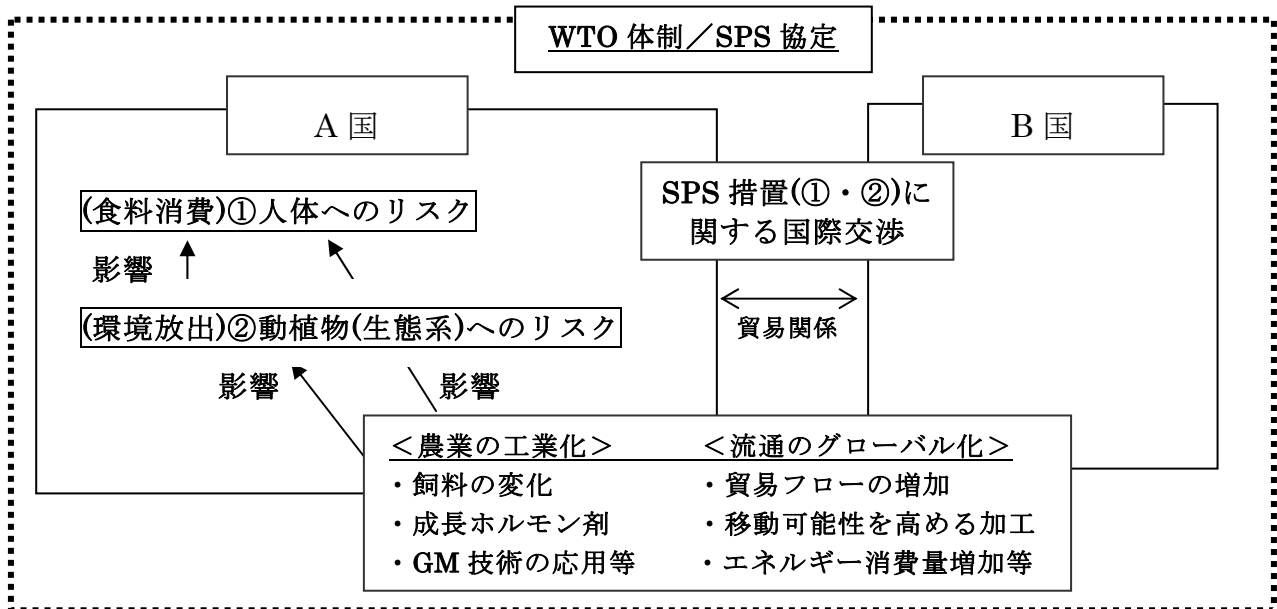 WTO 体制／SPS 協定
A 国
B 国
SPS 措置(①・②)に
関する国際交渉
(食料消費)①人体へのリスク
影響
(環境放出)②動植物(生態系)へのリスク
貿易関係
影響
影響
＜農業の工業化＞
・飼料の変化
・成長ホルモン剤
・GM 技術の応用等
＜流通のグローバル化＞
・貿易フローの増加
・移動可能性を高める加工
・エネルギー消費量増加等